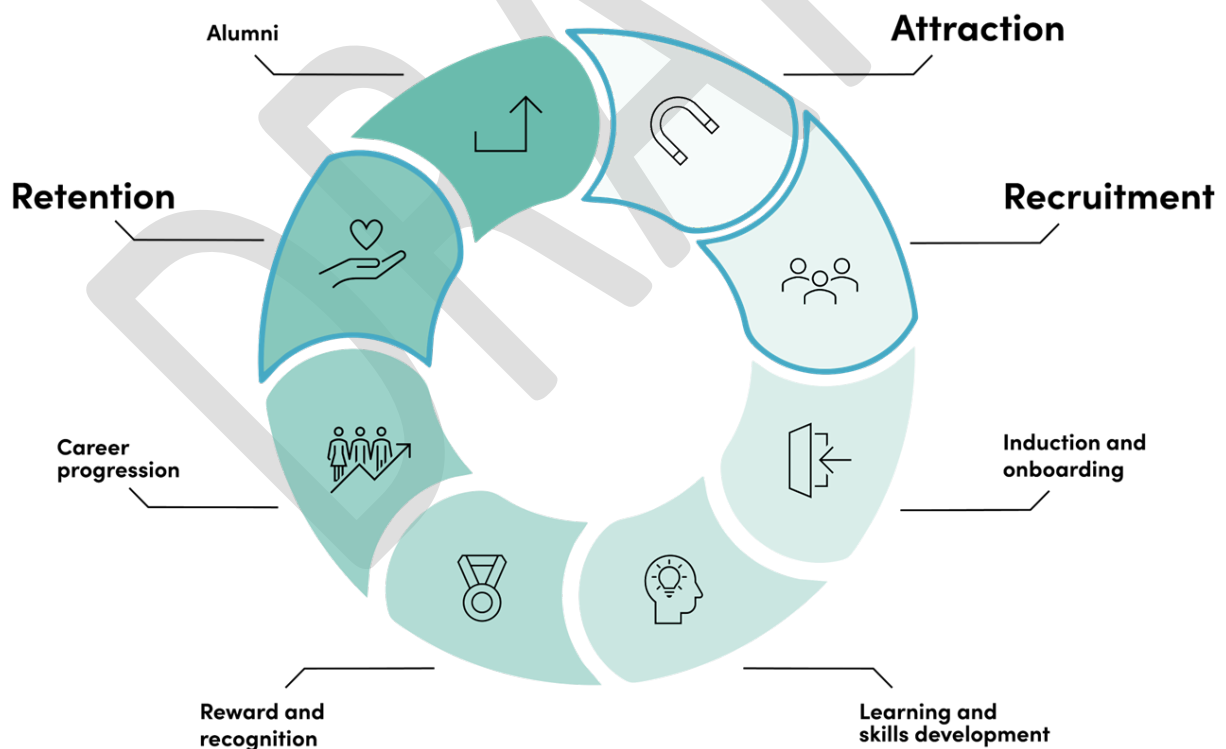 Alumni
Attraction
Retention
Recruitment
Career
progression
Induction and
onboarding
Reward and
recognition
Learning and
skills development